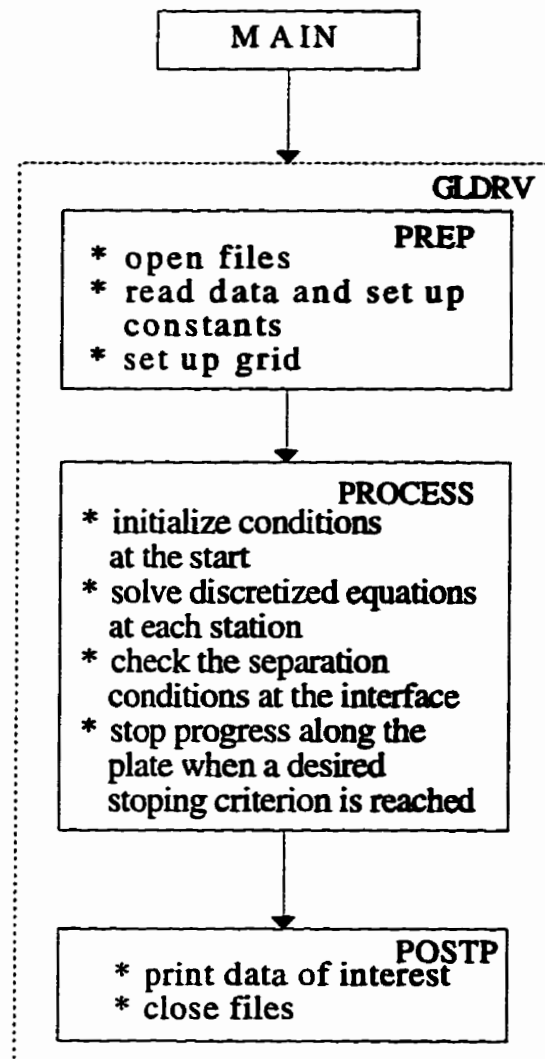 MAIN
GLDRV
PREP
* open files
* read data and set up
constants
* set up grid
PROCESS
* initialize conditions
at the start
* solve discretized equations
at each station
* check the separation
conditions at the interface
* stop progress along the
plate when a desired
stoping criterion is reached
POSTP
* print data of interest
* close files